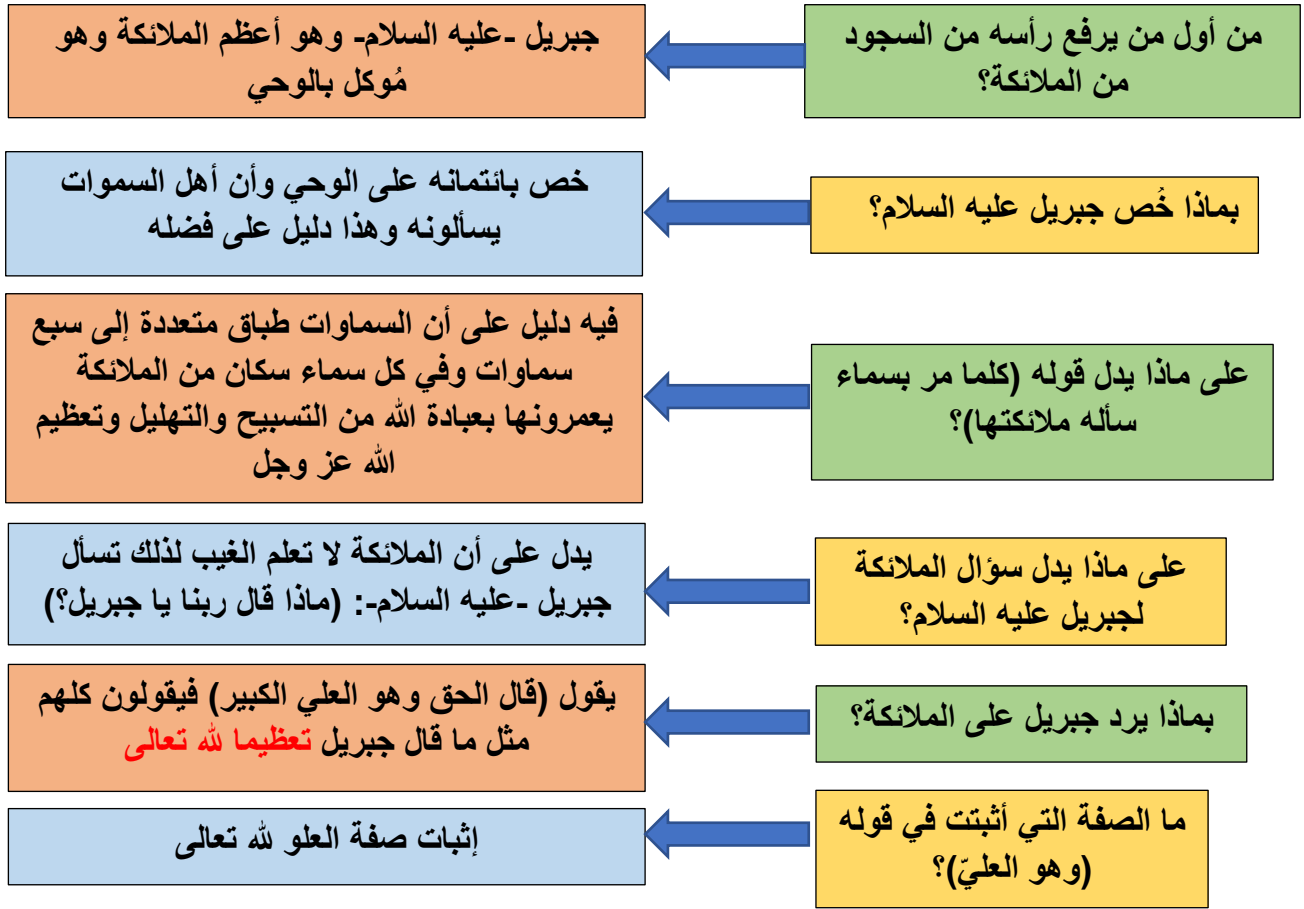 من أول من يرفع رأسه من السجود
من الملائكة؟
جبريل -عليه السلام- وهو أعظم الملائكة وهو
مُوكل بالوحي
بماذا خُص جبريل عليه السلام؟
خص بائتمانه على الوحي وأن أهل السموات
يسألونه وهذا دليل على فضله
على ماذا يدل قوله (كلما مر بسماء
سأله ملائكتها)؟
فيه دليل على أن السماوات طباق متعددة إلى سبع
سماوات وفي كل سماء سكان من الملائكة
يعمرونها بعبادة الله من التسبيح والتهليل وتعظيم
الله عز وجل
على ماذا يدل سؤال الملائكة
لجبريل عليه السلام؟
يدل على أن الملائكة لا تعلم الغيب لذلك تسأل
جبريل -عليه السلام-: (ماذا قال ربنا يا جبريل؟)
بماذا يرد جبريل على الملائكة؟
يقول (قال الحق وهو العلي الكبير) فيقولون كلهم
مثل ما قال جبريل تعظيما لله تعالى
ما الصفة التي أثبتت في قوله
(وهو العليّ)؟
إثبات صفة العلو لله تعالى